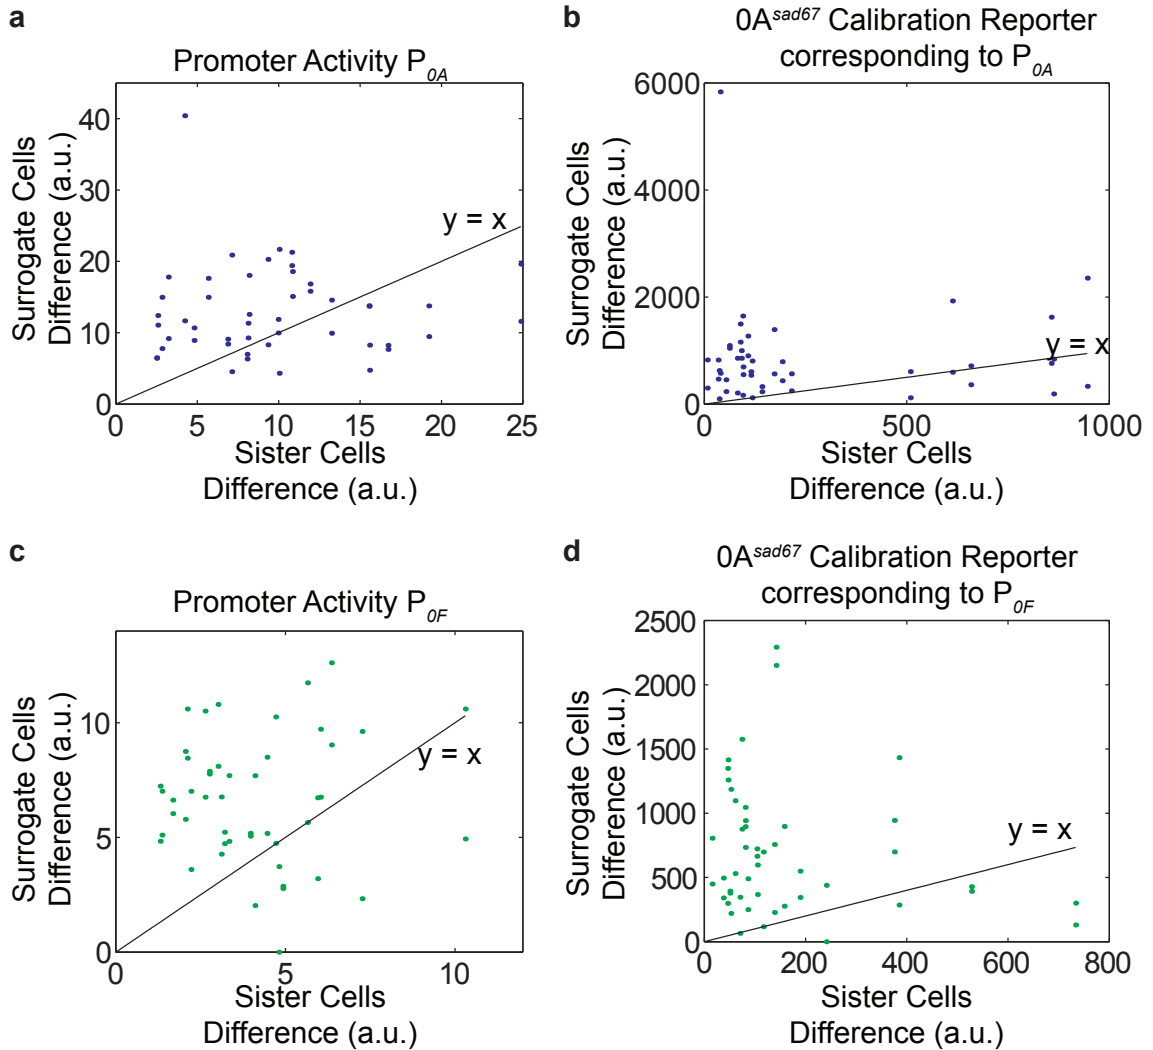 a
Promoter Activity P0A
40
30
20
10
0
0 5 10 15 20 25
y = x
Surrogate Cells
Difference (a.u.)
Sister Cells
Difference (a.u.)
b
0Asad67 Calibration Reporter
corresponding to P0A
6000
4000
2000
0
0 500 1000
y = x
Surrogate Cells
Difference (a.u.)
Sister Cells
Difference (a.u.)
c
Promoter Activity P0F
10
5
0
0 5 10
y = x
Surrogate Cells
Difference (a.u.)
Sister Cells
Difference (a.u.)
d
0Asad67 Calibration Reporter
corresponding to P0F
2500
2000
1500
1000
500
0
0 200 400 600 800
y = x
Surrogate Cells
Difference (a.u.)
Sister Cells
Difference (a.u.)